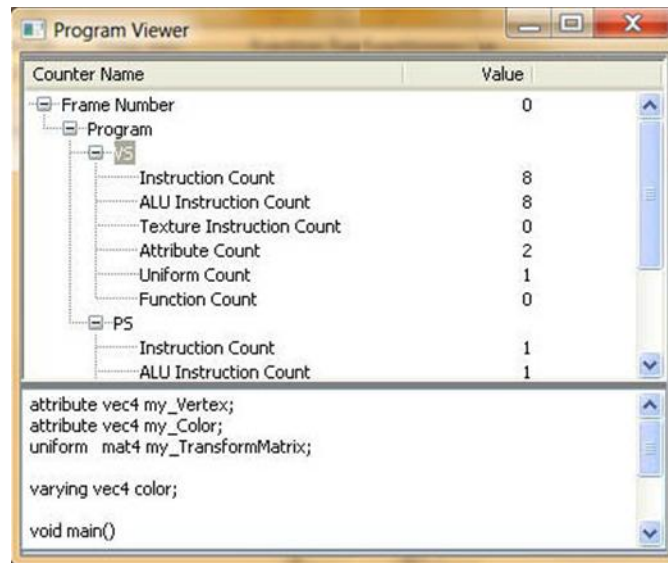 Program Viewer
Counter Name Value
Frame Number 0
Program
VS
Instruction Count 8
ALU Instruction Count 8
Texture Instruction Count 0
Attribute Count 2
Uniform Count 1
Function Count 0
PS
Instruction Count 1
ALU Instruction Count 1
attribute vec4 my_Vertex;
attribute vec4 my_Color;
uniform mat4 my_TransformMatrix;
varying vec4 color;
void main()